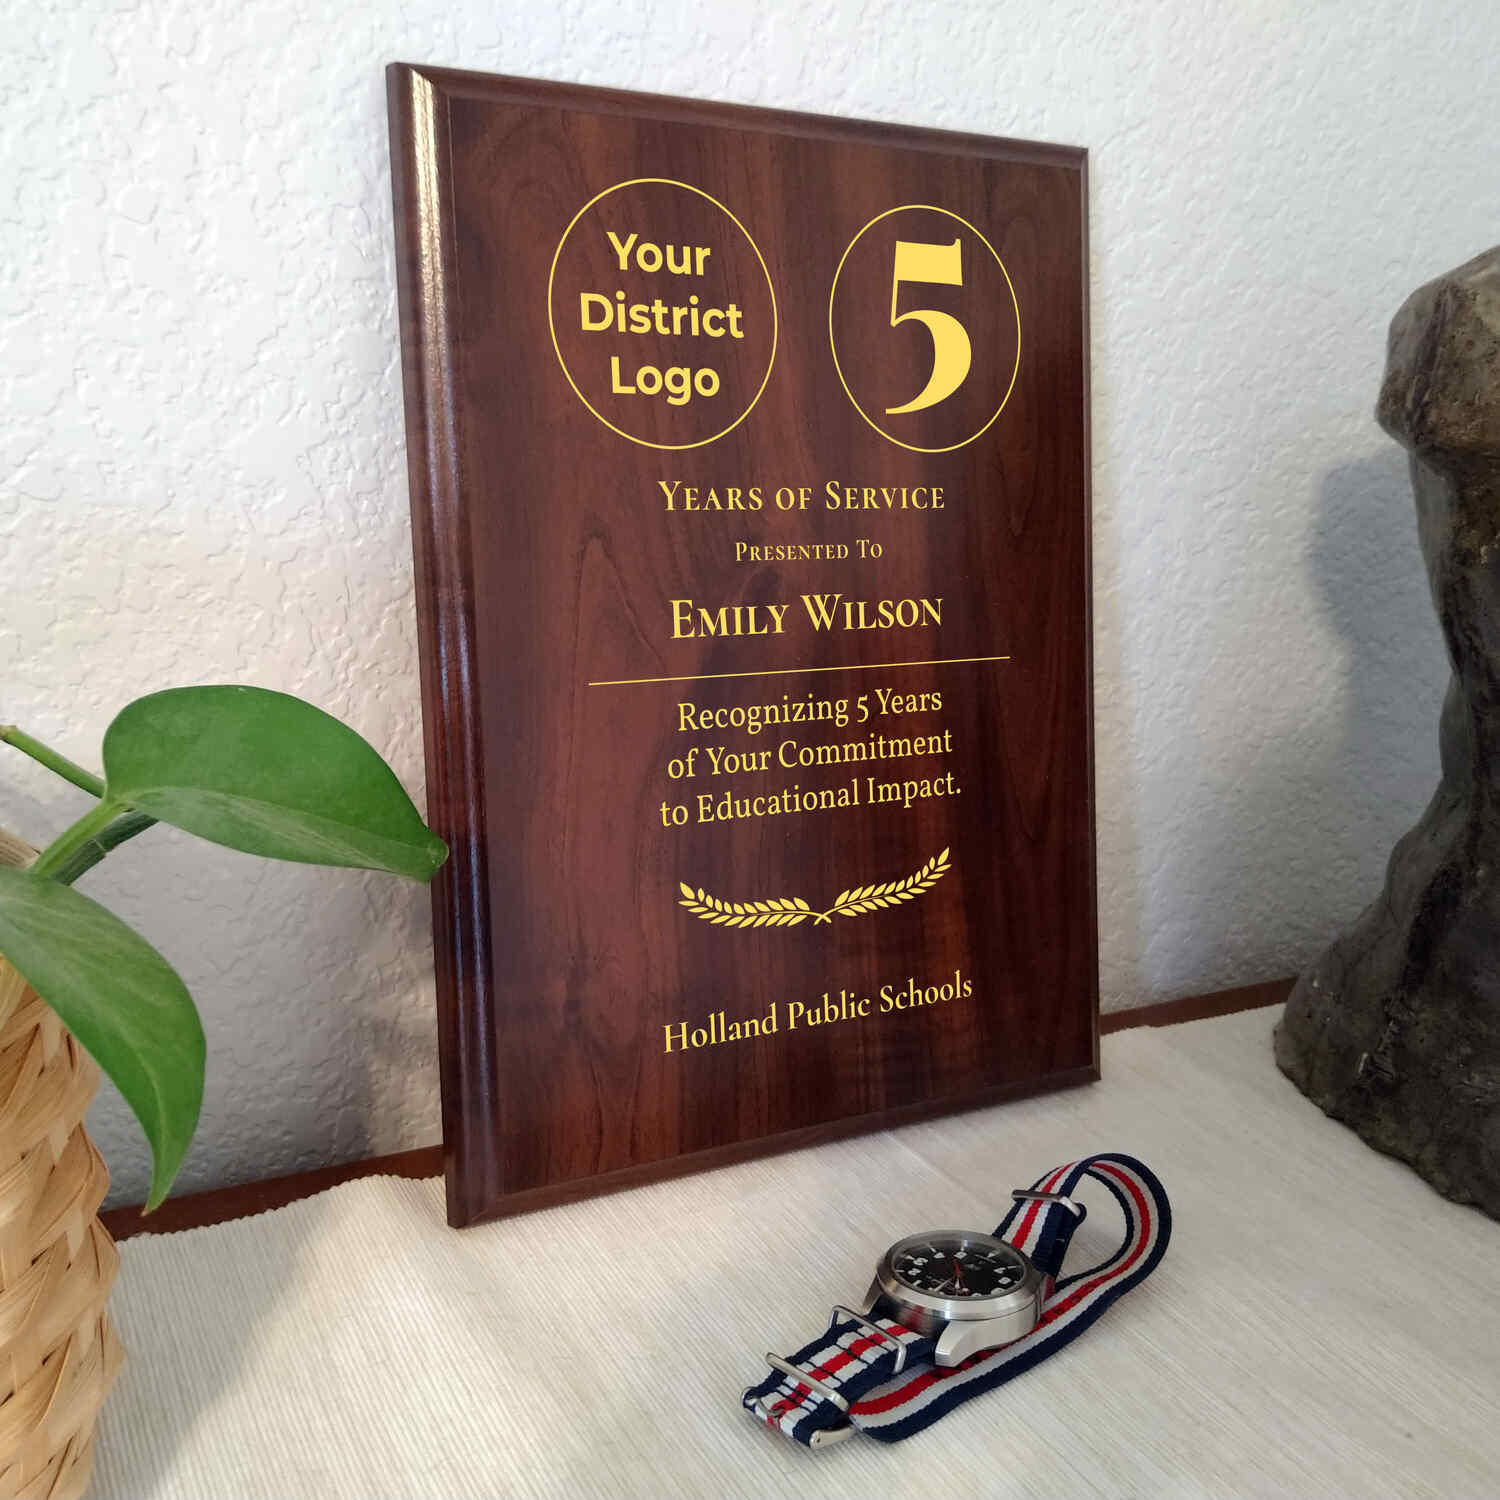 Your
District
Logo
5
YEARS OF SERVICE
PRESENTED TO
EMILY WILSON
Recognizing 5 Years
of Your Commitment
to Educational Impact.
Holland Public Schools